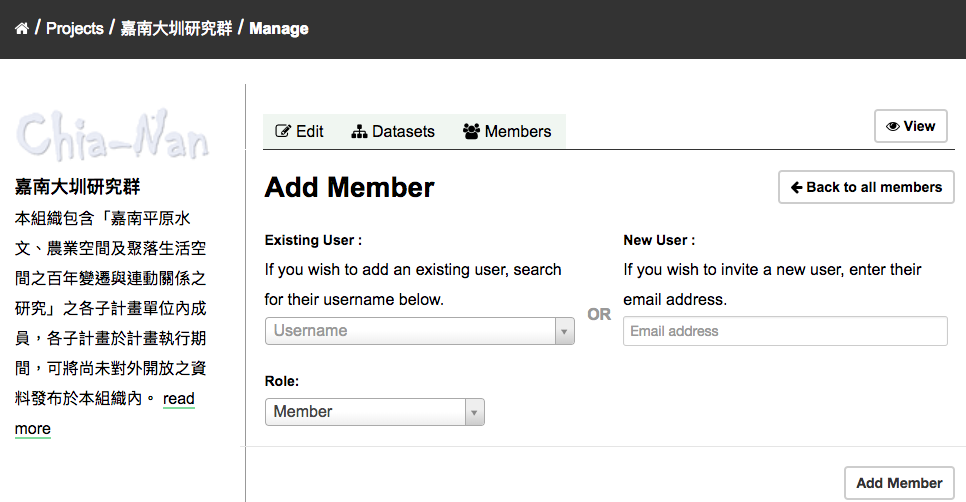 / Projects / 嘉南大圳研究群 / Manage
Chia-Nan
嘉南大圳研究群
本組織包含「嘉南平原水
文、農業空間及聚落生活空
間之百年變遷與連動關係之
研究」之各子計畫單位內成
員，各子計畫於計畫執行期
間，可將尚未對外開放之資
料發布於本組織內。 read
more
Edit Datasets Members
View
Add Member
Back to all members
Existing User :
If you wish to add an existing user, search
for their username below.
Username
OR
New User :
If you wish to invite a new user, enter their
email address.
Email address
Role:
Member
Add Member